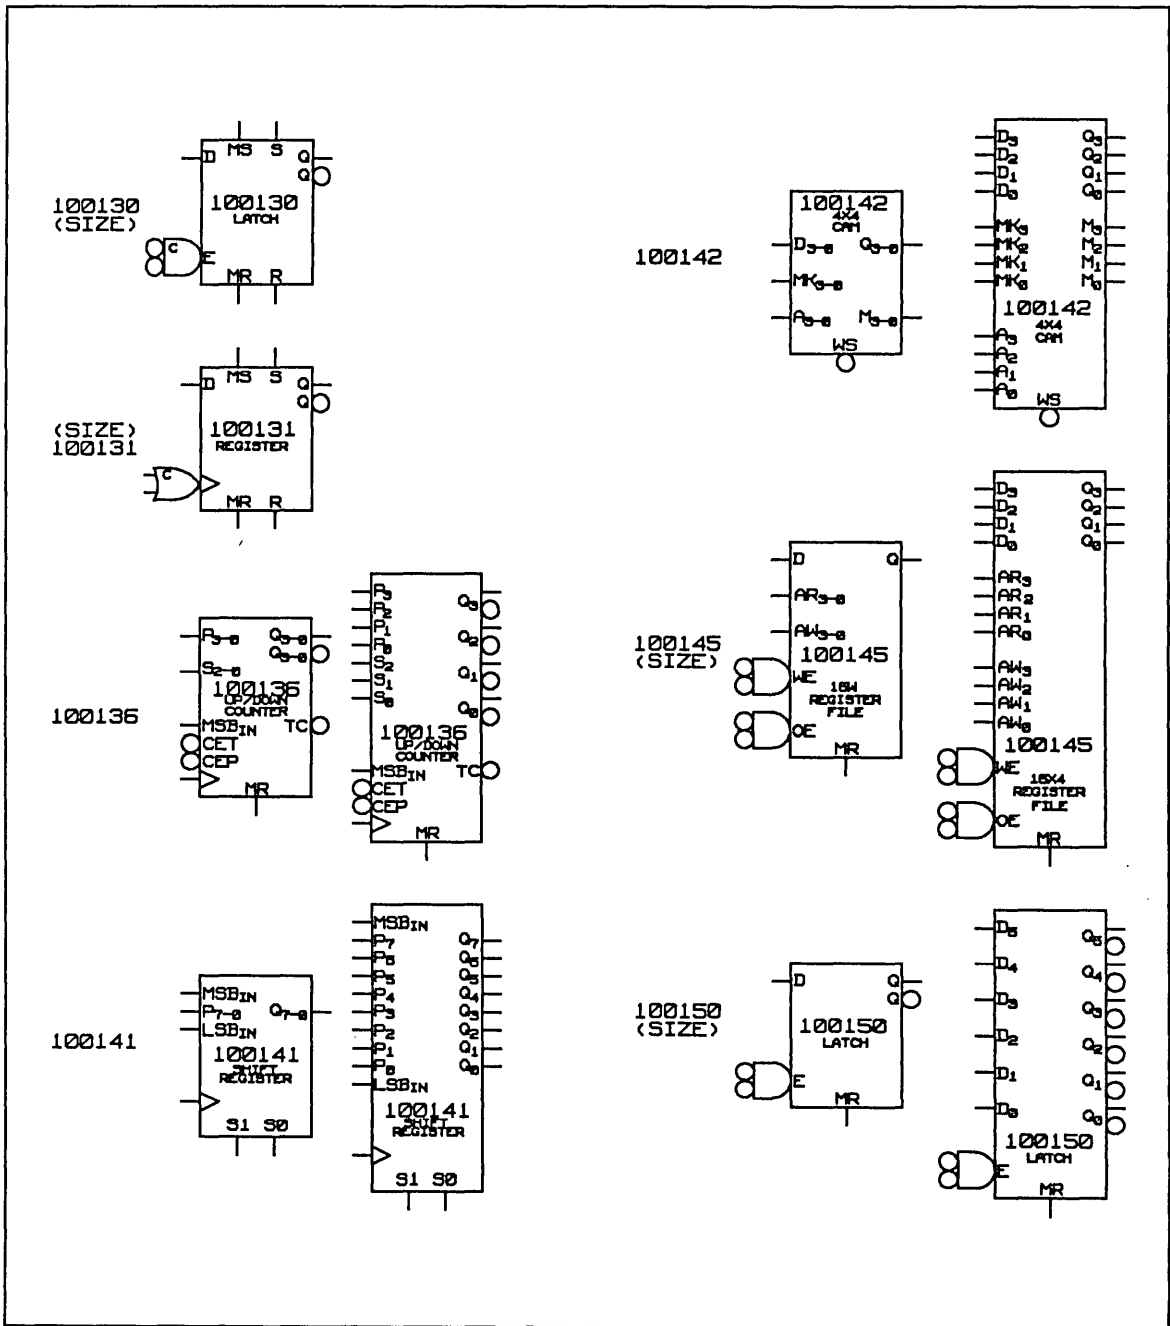 100130
(SIZE)
MS S
D Q
Q
100130
LATCH
C
E
MR R
(SIZE)
100131
MS S
D Q
Q
100131
REGISTER
C
MR R
100136
P3-0 Q3-0
Q3-0
S2-0
100136
UP/DOWN
COUNTER
MSBIN TC
CET
CEP
MR
P3
Q3
P2
P1
Q2
P0
S2
Q1
S1
S0
Q0
100136
UP/DOWN
COUNTER
MSBIN TC
CET
CEP
MR
100141
MSBIN
P7-0 Q7-0
LSBIN
100141
SHIFT
REGISTER
S1 S0
MSBIN
P7 Q7
P6 Q6
P5 Q5
P4 Q4
P3 Q3
P2 Q2
P1 Q1
P0 Q0
LSBIN
100141
SHIFT
REGISTER
S1 S0
100142
100142
4X4
CAM
D3-0 Q3-0
MK3-0
A3-0 M3-0
WS
D3 Q3
D2 Q2
D1 Q1
D0 Q0
MK3 M3
MK2 M2
MK1 M1
MK0 M0
100142
4X4
CAM
A3
A2
A1
A0
WS
100145
(SIZE)
D Q
AR3-0
AW3-0
100145
WE
16W
REGISTER
FILE
OE
MR
D3 Q3
D2 Q2
D1 Q1
D0 Q0
AR3
AR2
AR1
AR0
AW3
AW2
AW1
AW0
100145
WE
16X4
REGISTER
FILE
OE
MR
100150
(SIZE)
D Q
Q
100150
LATCH
E
MR
D5 Q5
D4 Q4
D3 Q3
D2 Q2
D1 Q1
D0 Q0
100150
LATCH
E
MR